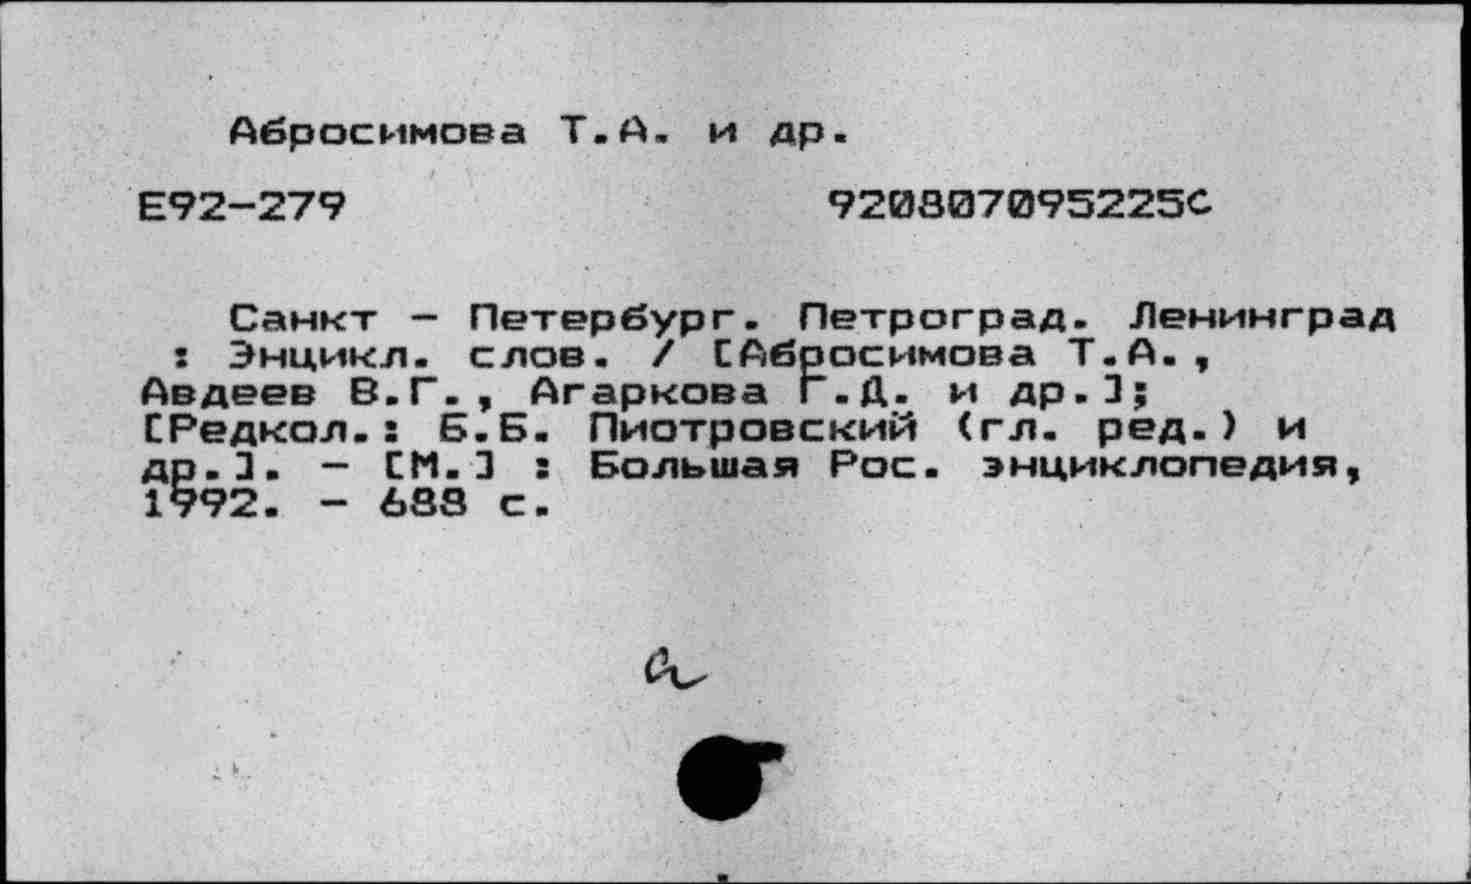 Абросимова Т.А. и др.
Е92-279 920807095225С
Санкт - Петербург. Петроград. Ленинград
: Энцикл. слов. / [Абросимова Т.А.,
Авдеев В.Г., Агаркова Г.Д. и др.];
[Редкол.: Б.Б. Пиотровский (гл. ред.) и
др.]. - [М.] : Большая Рос. энциклопедия,
1992. - 688 с.